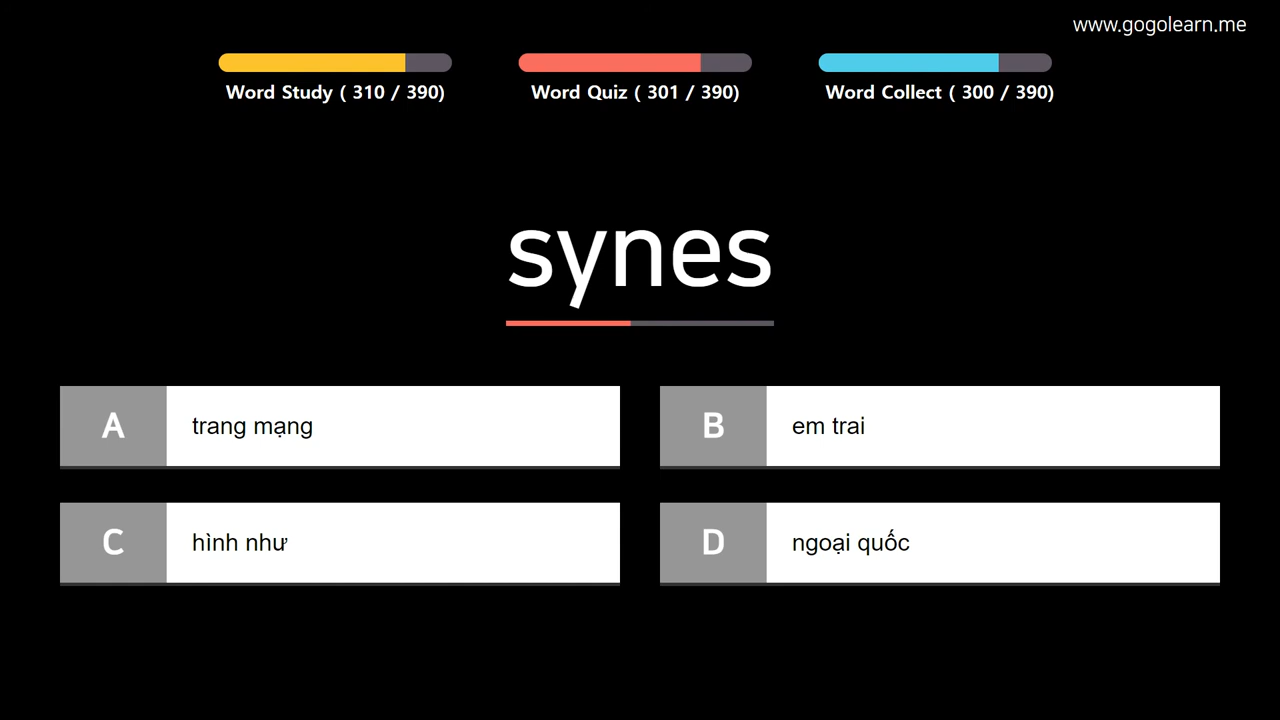 www.gogolearn.me
Word Study ( 310 / 390)
Word Quiz ( 301 / 390)
Word Collect ( 300 / 390)
synes
A trang mạng
B em trai
C hình như
D ngoại quốc